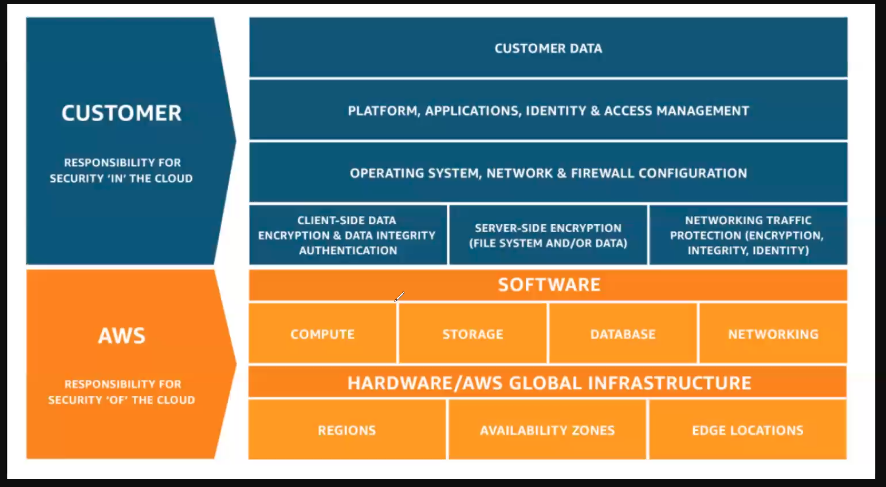 CUSTOMER
RESPONSIBILITY FOR
SECURITY ‘IN’ THE CLOUD
CUSTOMER DATA
PLATFORM, APPLICATIONS, IDENTITY & ACCESS MANAGEMENT
OPERATING SYSTEM, NETWORK & FIREWALL CONFIGURATION
CLIENT-SIDE DATA
ENCRYPTION & DATA INTEGRITY
AUTHENTICATION
SERVER-SIDE ENCRYPTION
(FILE SYSTEM AND/OR DATA)
NETWORKING TRAFFIC
PROTECTION (ENCRYPTION,
INTEGRITY, IDENTITY)
AWS
RESPONSIBILITY FOR
SECURITY ‘OF’ THE CLOUD
SOFTWARE
COMPUTE
STORAGE
DATABASE
NETWORKING
HARDWARE/AWS GLOBAL INFRASTRUCTURE
REGIONS
AVAILABILITY ZONES
EDGE LOCATIONS